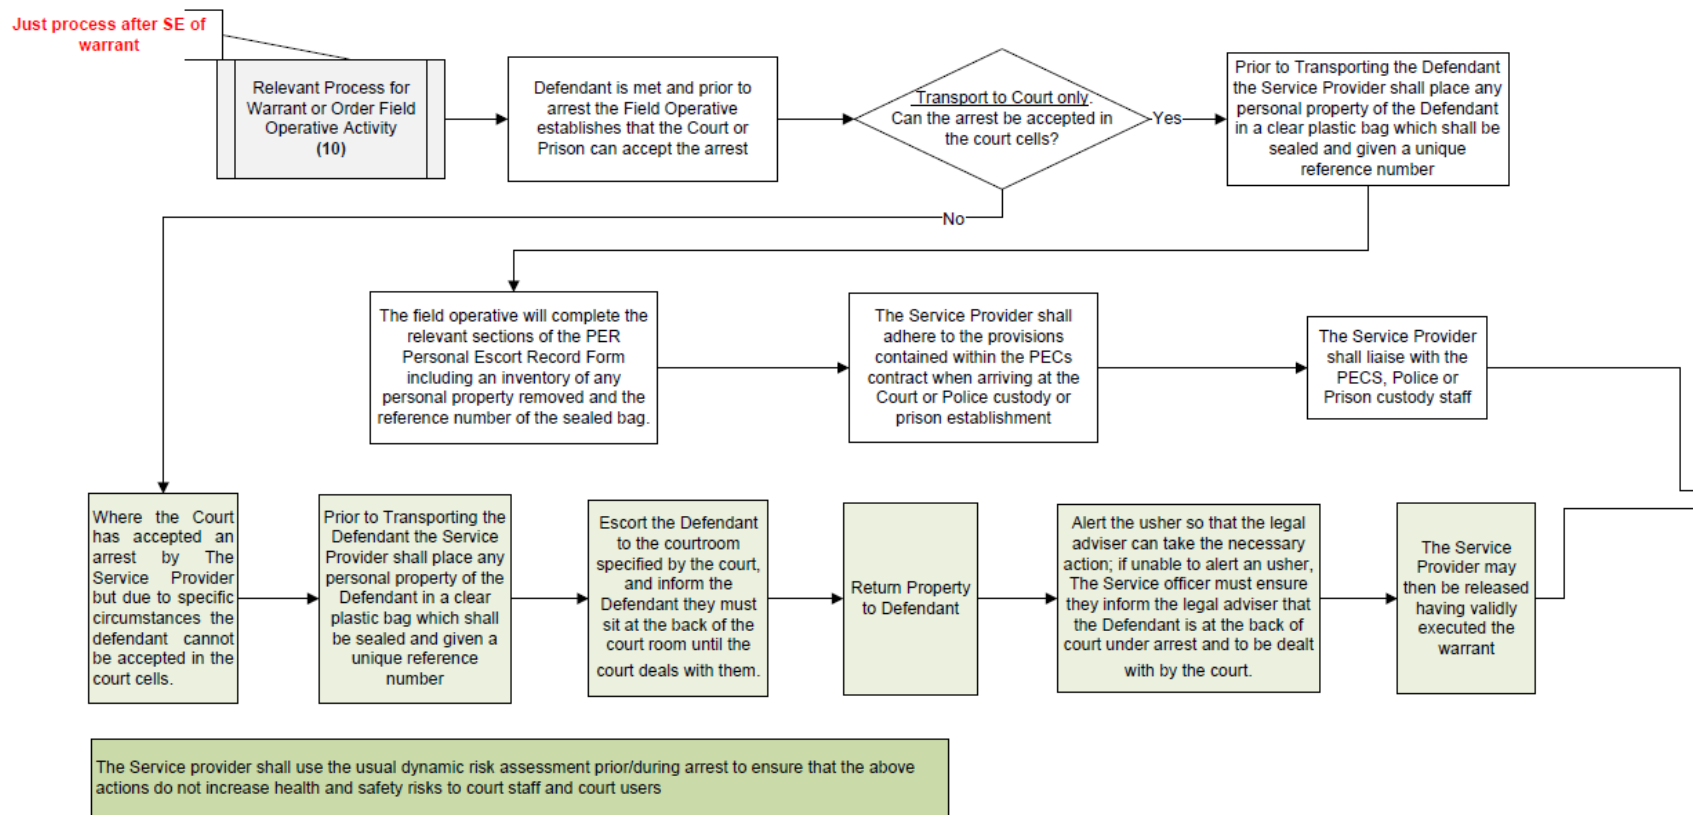 Just process after SE of
warrant
Relevant Process for
Warrant or Order Field
Operative Activity
(10)
Defendant is met and prior to
arrest the Field Operative
establishes that the Court or
Prison can accept the arrest
Transport to Court only.
Can the arrest be accepted in
the court cells?
Yes
Prior to Transporting the Defendant
the Service Provider shall place any
personal property of the Defendant
in a clear plastic bag which shall be
sealed and given a unique
reference number
No
The field operative will complete the
relevant sections of the PER
Personal Escort Record Form
including an inventory of any
personal property removed and the
reference number of the sealed bag.
The Service Provider shall
adhere to the provisions
contained within the PECs
contract when arriving at the
Court or Police custody or
prison establishment
The Service Provider
shall liaise with the
PECS, Police or
Prison custody staff
Where the Court
has accepted an
arrest by The
Service Provider
but due to specific
circumstances the
defendant cannot
be accepted in the
court cells.
Prior to Transporting the
Defendant the Service
Provider shall place any
personal property of the
Defendant in a clear
plastic bag which shall
be sealed and given a
unique reference
number
Escort the Defendant
to the courtroom
specified by the court,
and inform the
Defendant they must
sit at the back of the
court room until the
court deals with them.
Return Property
to Defendant
Alert the usher so that the legal
adviser can take the necessary
action; if unable to alert an usher,
The Service officer must ensure
they inform the legal adviser that
the Defendant is at the back of
court under arrest and to be dealt
with by the court.
The Service
Provider may
then be released
having validly
executed the
warrant
The Service provider shall use the usual dynamic risk assessment prior/during arrest to ensure that the above
actions do not increase health and safety risks to court staff and court users